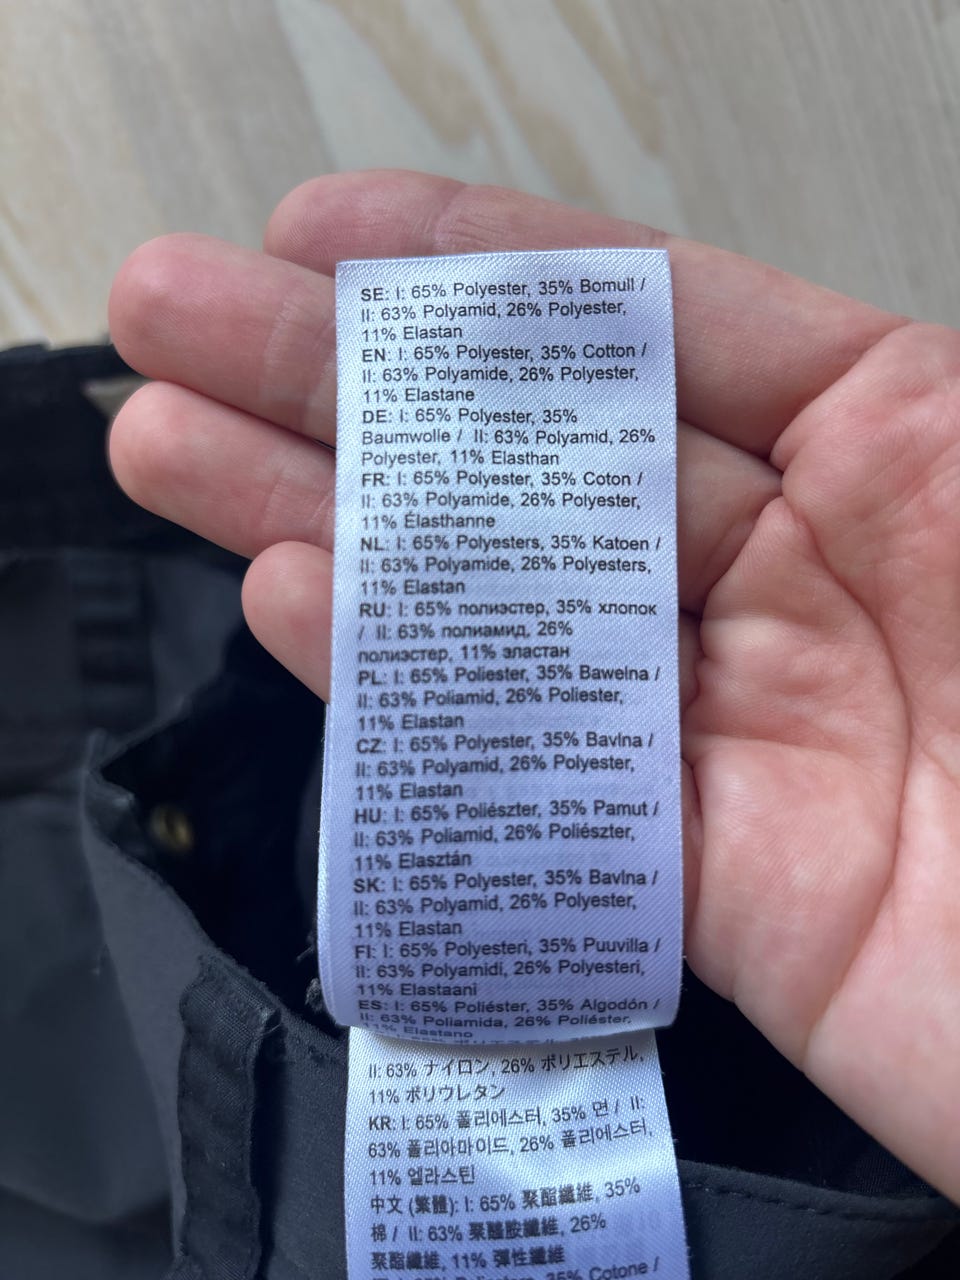 SE: I: 65% Polyester, 35% Bomull /
II: 63% Polyamid, 26% Polyester,
11% Elastan
EN: I: 65% Polyester, 35% Cotton /
II: 63% Polyamide, 26% Polyester,
11% Elastane
DE: I: 65% Polyester, 35%
Baumwolle / II: 63% Polyamid, 26%
Polyester, 11% Elasthan
FR: I: 65% Polyester, 35% Coton /
II: 63% Polyamide, 26% Polyester,
11% Élasthanne
NL: I: 65% Polyesters, 35% Katoen /
II: 63% Polyamide, 26% Polyesters,
11% Elastan
RU: I: 65% полиэстер, 35% хлопок
/ II: 63% полиамид, 26%
полиэстер, 11% эластан
PL: I: 65% Poliester, 35% Bawełna /
II: 63% Poliamid, 26% Poliester,
11% Elastan
CZ: I: 65% Polyester, 35% Bavlna /
II: 63% Polyamid, 26% Polyester,
11% Elastan
HU: I: 65% Poliészter, 35% Pamut /
II: 63% Poliamid, 26% Poliészter,
11% Elasztán
SK: I: 65% Polyester, 35% Bavlna /
II: 63% Polyamid, 26% Polyester,
11% Elastan
FI: I: 65% Polyesteri, 35% Puuvilla /
II: 63% Polyamidi, 26% Polyesteri,
11% Elastaani
ES: I: 65% Poliéster, 35% Algodón /
II: 63% Poliamida, 26% Poliéster,
11% Elastano
II: 63% ナイロン, 26% ポリエステル,
11% ポリウレタン
KR: I: 65% 폴리에스터, 35% 면 / II:
63% 폴리아마이드, 26% 폴리에스터,
11% 엘라스틴
中文 (繁體): I: 65% 聚酯纖維, 35%
棉 / II: 63% 聚醯胺纖維, 26%
聚酯纖維, 11% 彈性纖維
35% Cotone /